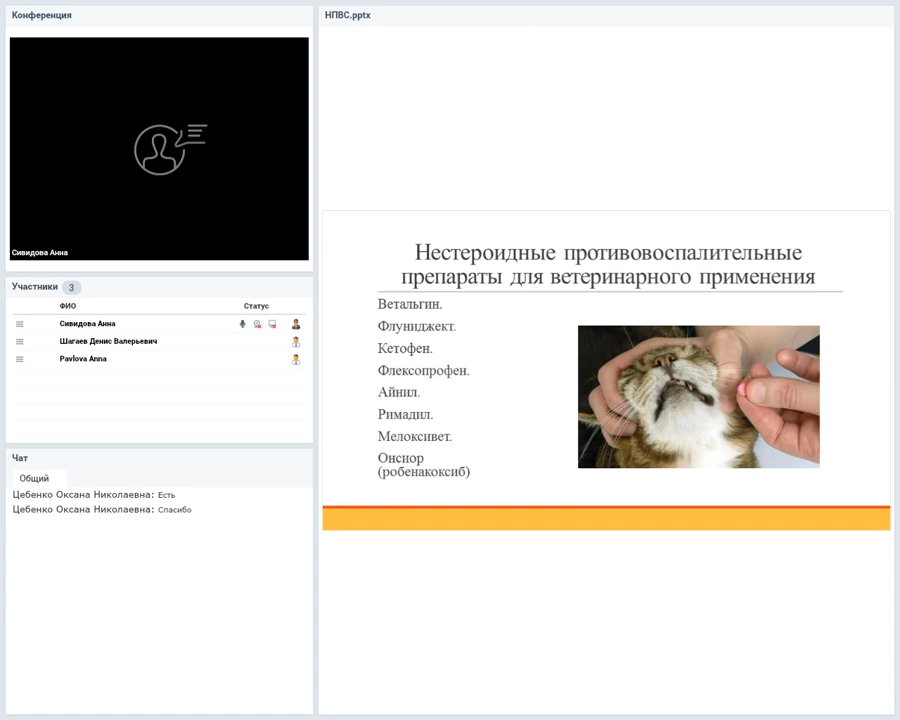 Конференция
Сивидова Анна
Участники 3
ФИО Статус
Сивидова Анна
Шагаев Денис Валерьевич
Pavlova Anna
Чат
Общий
Цебенко Оксана Николаевна: Есть
Цебенко Оксана Николаевна: Спасибо
НПВС.pptx
Нестероидные противовоспалительные
препараты для ветеринарного применения
Ветальгин.
Флуниджект.
Кетофен.
Флексопрофен.
Айнил.
Римадил.
Мелоксивет.
Онсиор
(робенакоксиб)